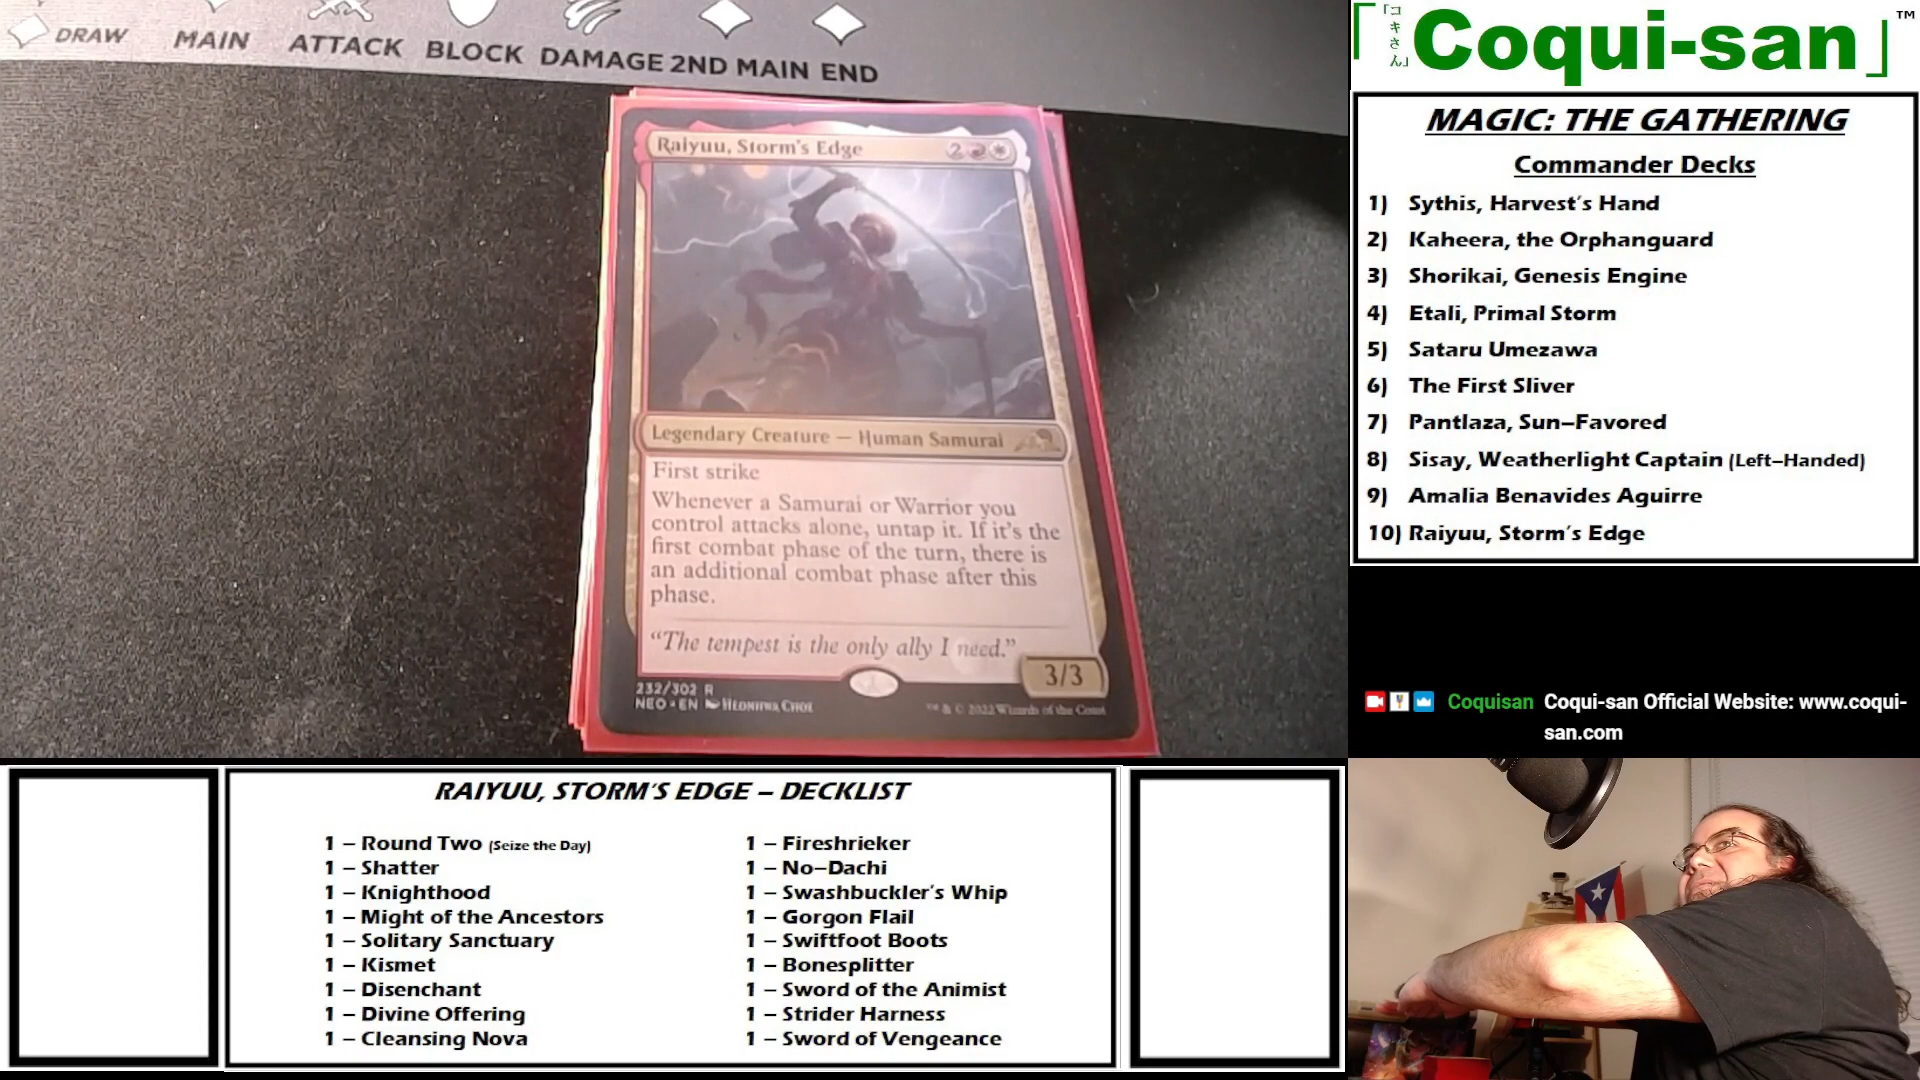 DRAW MAIN ATTACK BLOCK DAMAGE 2ND MAIN END
Raiyuu, Storm's Edge 2
Legendary Creature — Human Samurai
First strike
Whenever a Samurai or Warrior you
control attacks alone, untap it. If it's the
first combat phase of the turn, there is
an additional combat phase after this
phase.
"The tempest is the only ally I need."
3/3
232/302 R
NEO • EN
™ & © 2022 Wizards of the Coast
「コキさん」
「Coqui-san」™
MAGIC: THE GATHERING
Commander Decks
1) Sythis, Harvest's Hand
2) Kaheera, the Orphanguard
3) Shorikai, Genesis Engine
4) Etali, Primal Storm
5) Sataru Umezawa
6) The First Sliver
7) Pantlaza, Sun–Favored
8) Sisay, Weatherlight Captain (Left–Handed)
9) Amalia Benavides Aguirre
10) Raiyuu, Storm's Edge
Coquisan Coqui-san Official Website: www.coqui-
san.com
RAIYUU, STORM'S EDGE – DECKLIST
1 – Round Two (Seize the Day)
1 – Shatter
1 – Knighthood
1 – Might of the Ancestors
1 – Solitary Sanctuary
1 – Kismet
1 – Disenchant
1 – Divine Offering
1 – Cleansing Nova
1 – Fireshrieker
1 – No–Dachi
1 – Swashbuckler's Whip
1 – Gorgon Flail
1 – Swiftfoot Boots
1 – Bonesplitter
1 – Sword of the Animist
1 – Strider Harness
1 – Sword of Vengeance